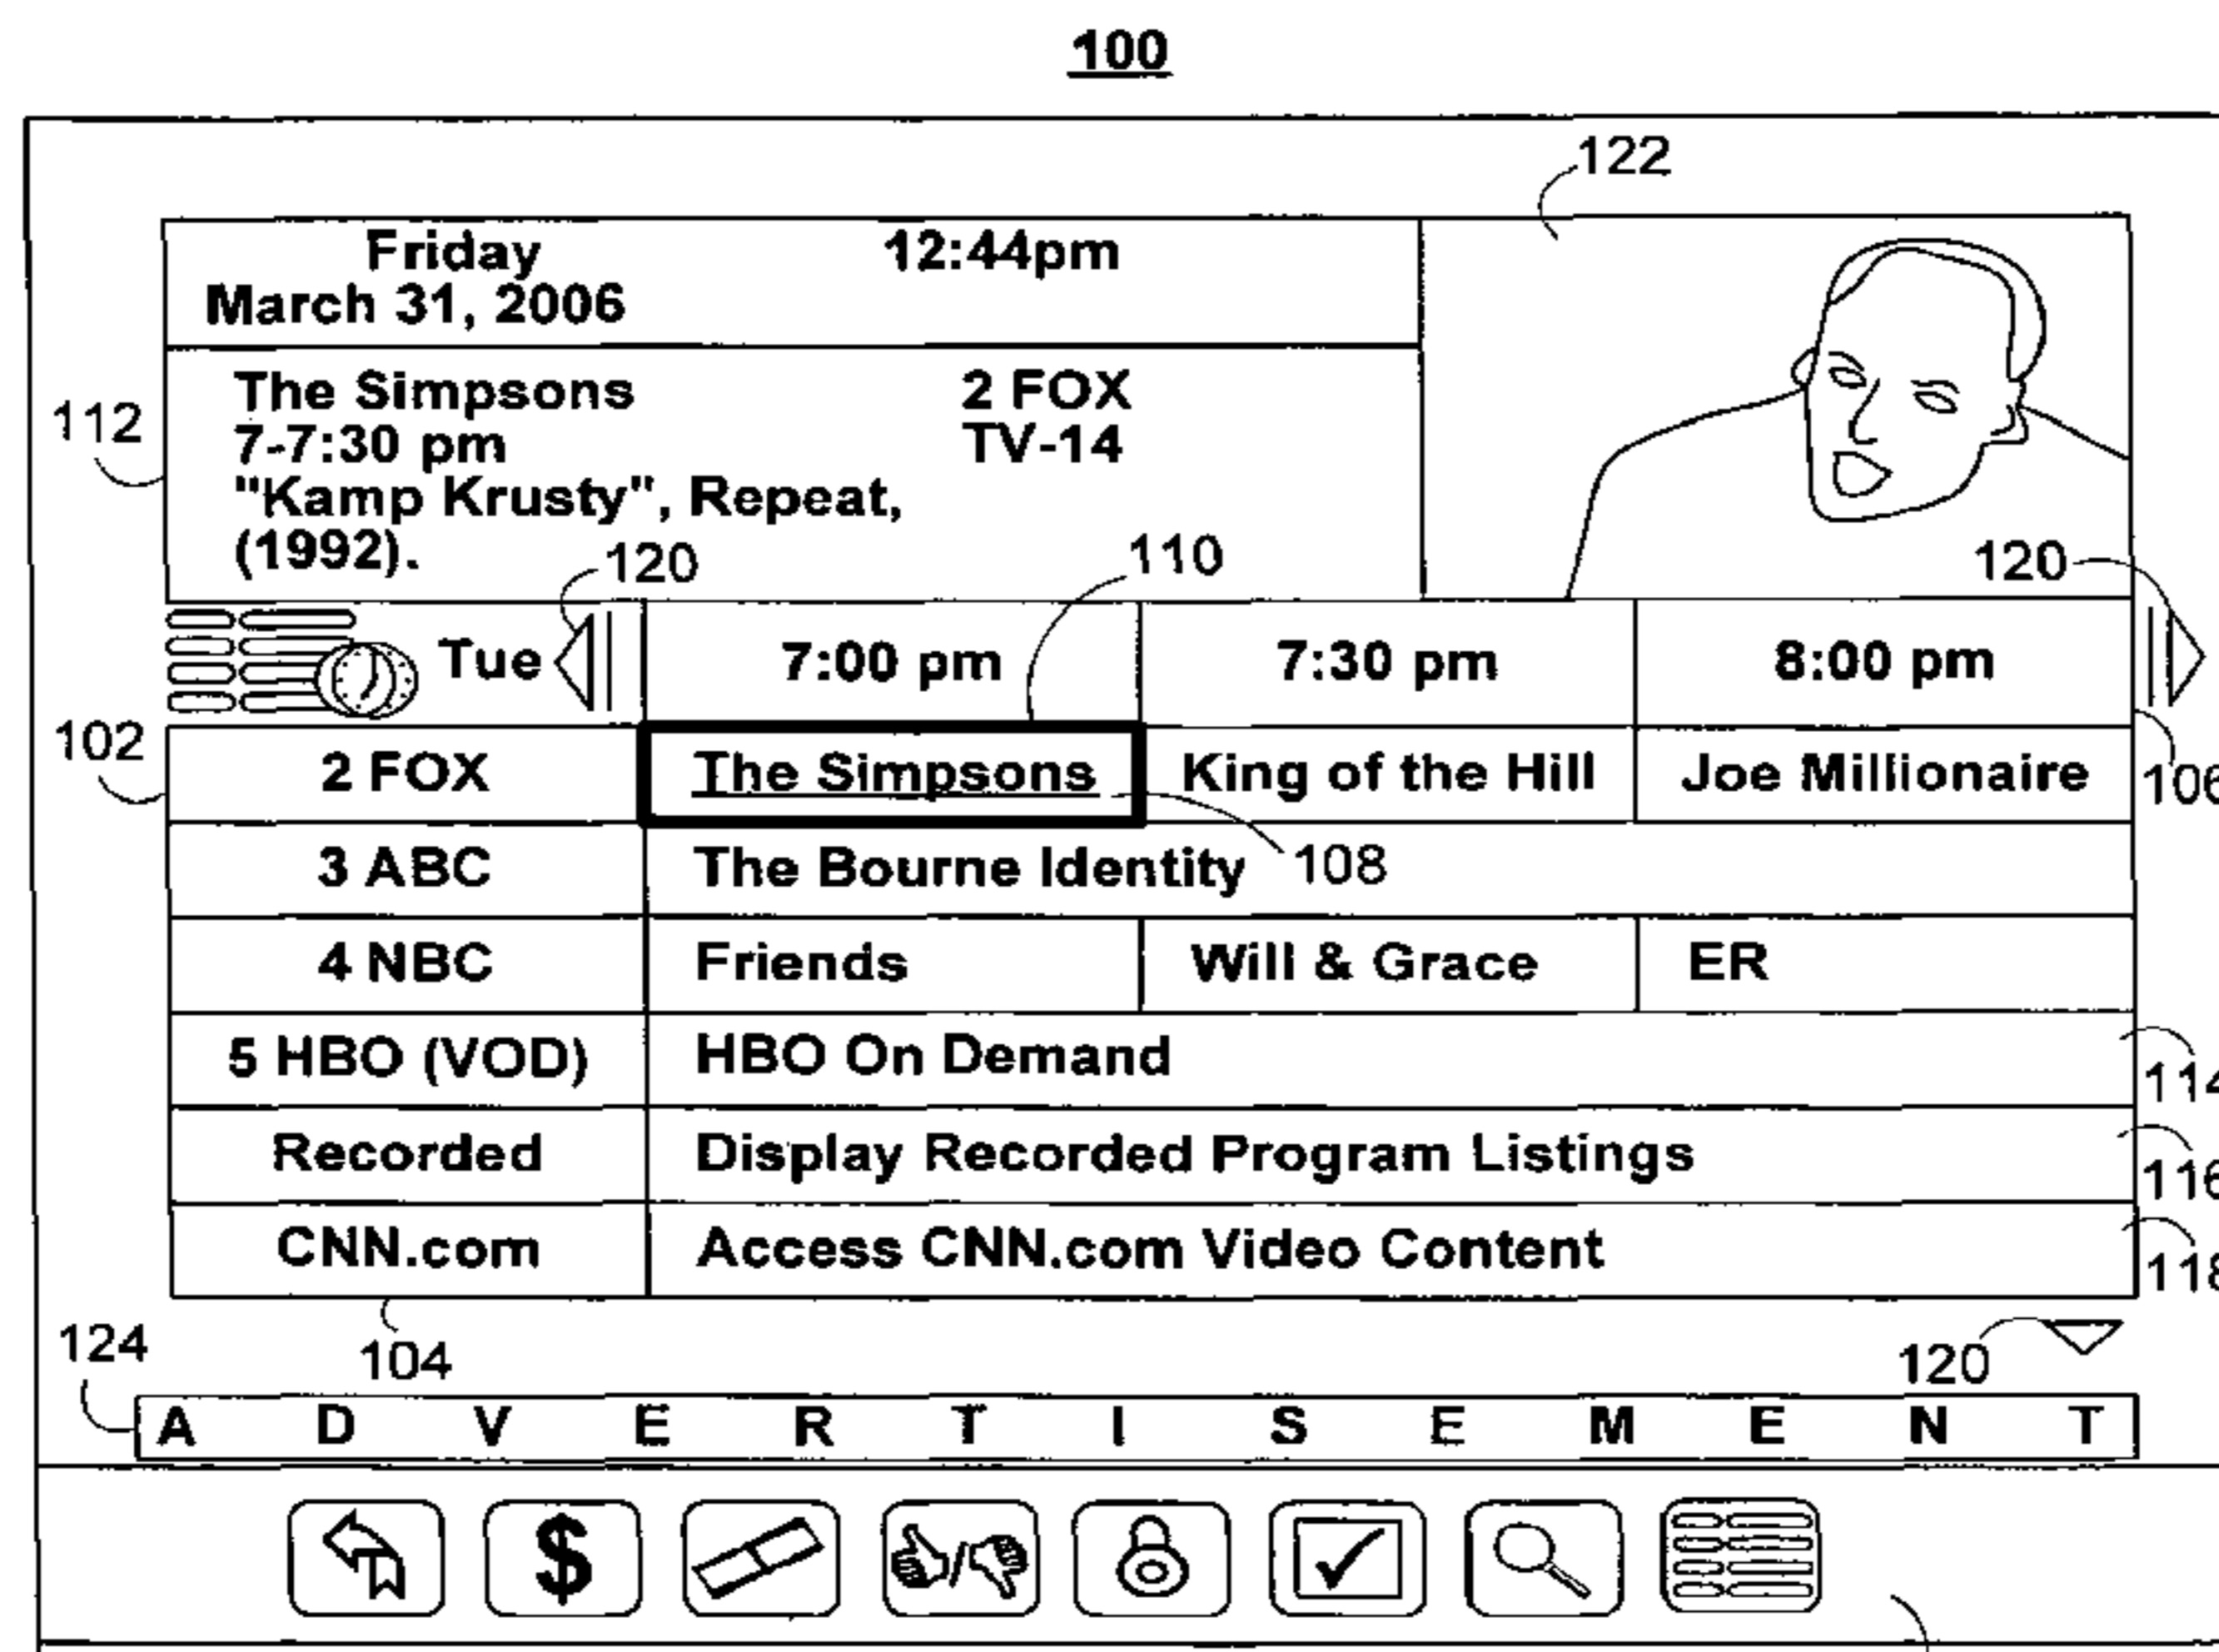 100
122
Friday 12:44pm
March 31, 2006
The Simpsons 2 FOX
112
7-7:30 pm TV-14
"Kamp Krusty", Repeat,
(1992).
120 110 120
Tue 7:00 pm 7:30 pm 8:00 pm
102
2 FOX The Simpsons King of the Hill Joe Millionaire
106
3 ABC The Bourne Identity 108
4 NBC Friends Will & Grace ER
5 HBO (VOD) HBO On Demand
114
Recorded Display Recorded Program Listings
116
CNN.com Access CNN.com Video Content
118
124 104 120
A D V E R T I S E M E N T
$
/